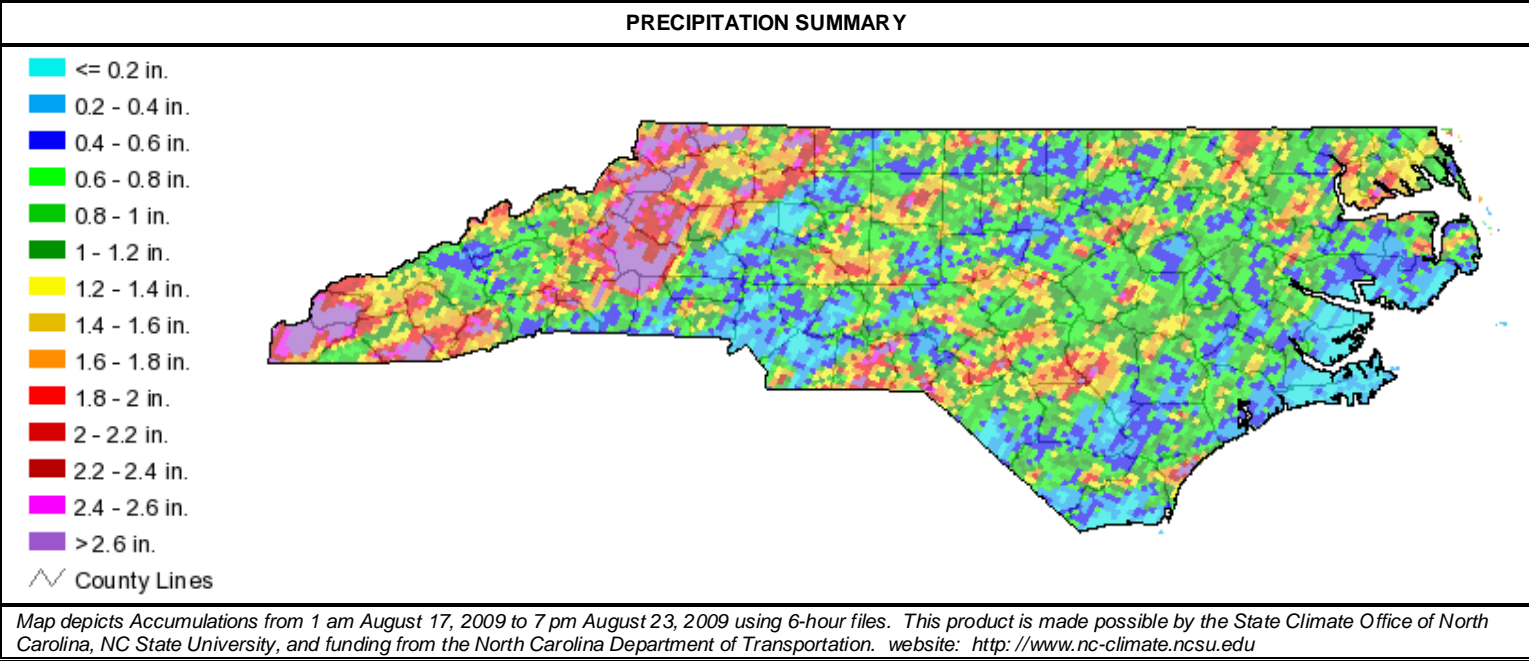 PRECIPITATION SUMMARY
<= 0.2 in.
0.2 - 0.4 in.
0.4 - 0.6 in.
0.6 - 0.8 in.
0.8 - 1 in.
1 - 1.2 in.
1.2 - 1.4 in.
1.4 - 1.6 in.
1.6 - 1.8 in.
1.8 - 2 in.
2 - 2.2 in.
2.2 - 2.4 in.
2.4 - 2.6 in.
> 2.6 in.
County Lines
Map depicts Accumulations from 1 am August 17, 2009 to 7 pm August 23, 2009 using 6-hour files. This product is made possible by the State Climate Office of North
Carolina, NC State University, and funding from the North Carolina Department of Transportation. website: http: //www.nc-climate.ncsu.edu